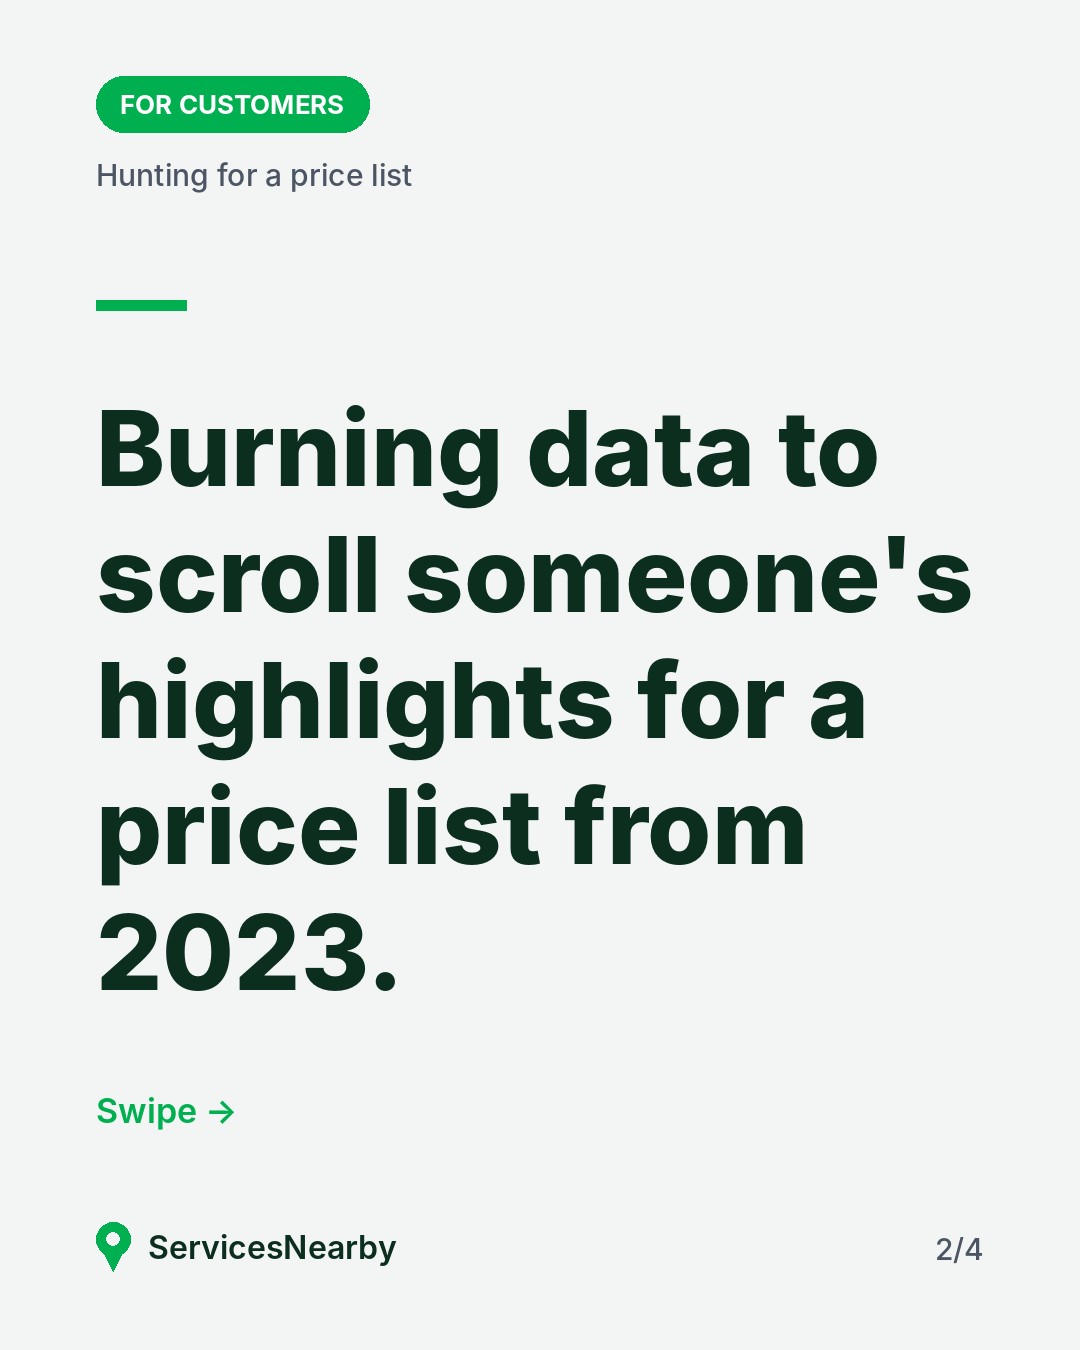 FOR CUSTOMERS
Hunting for a price list
Burning data to
scroll someone's
highlights for a
price list from
2023.
Swipe →
ServicesNearby
2/4